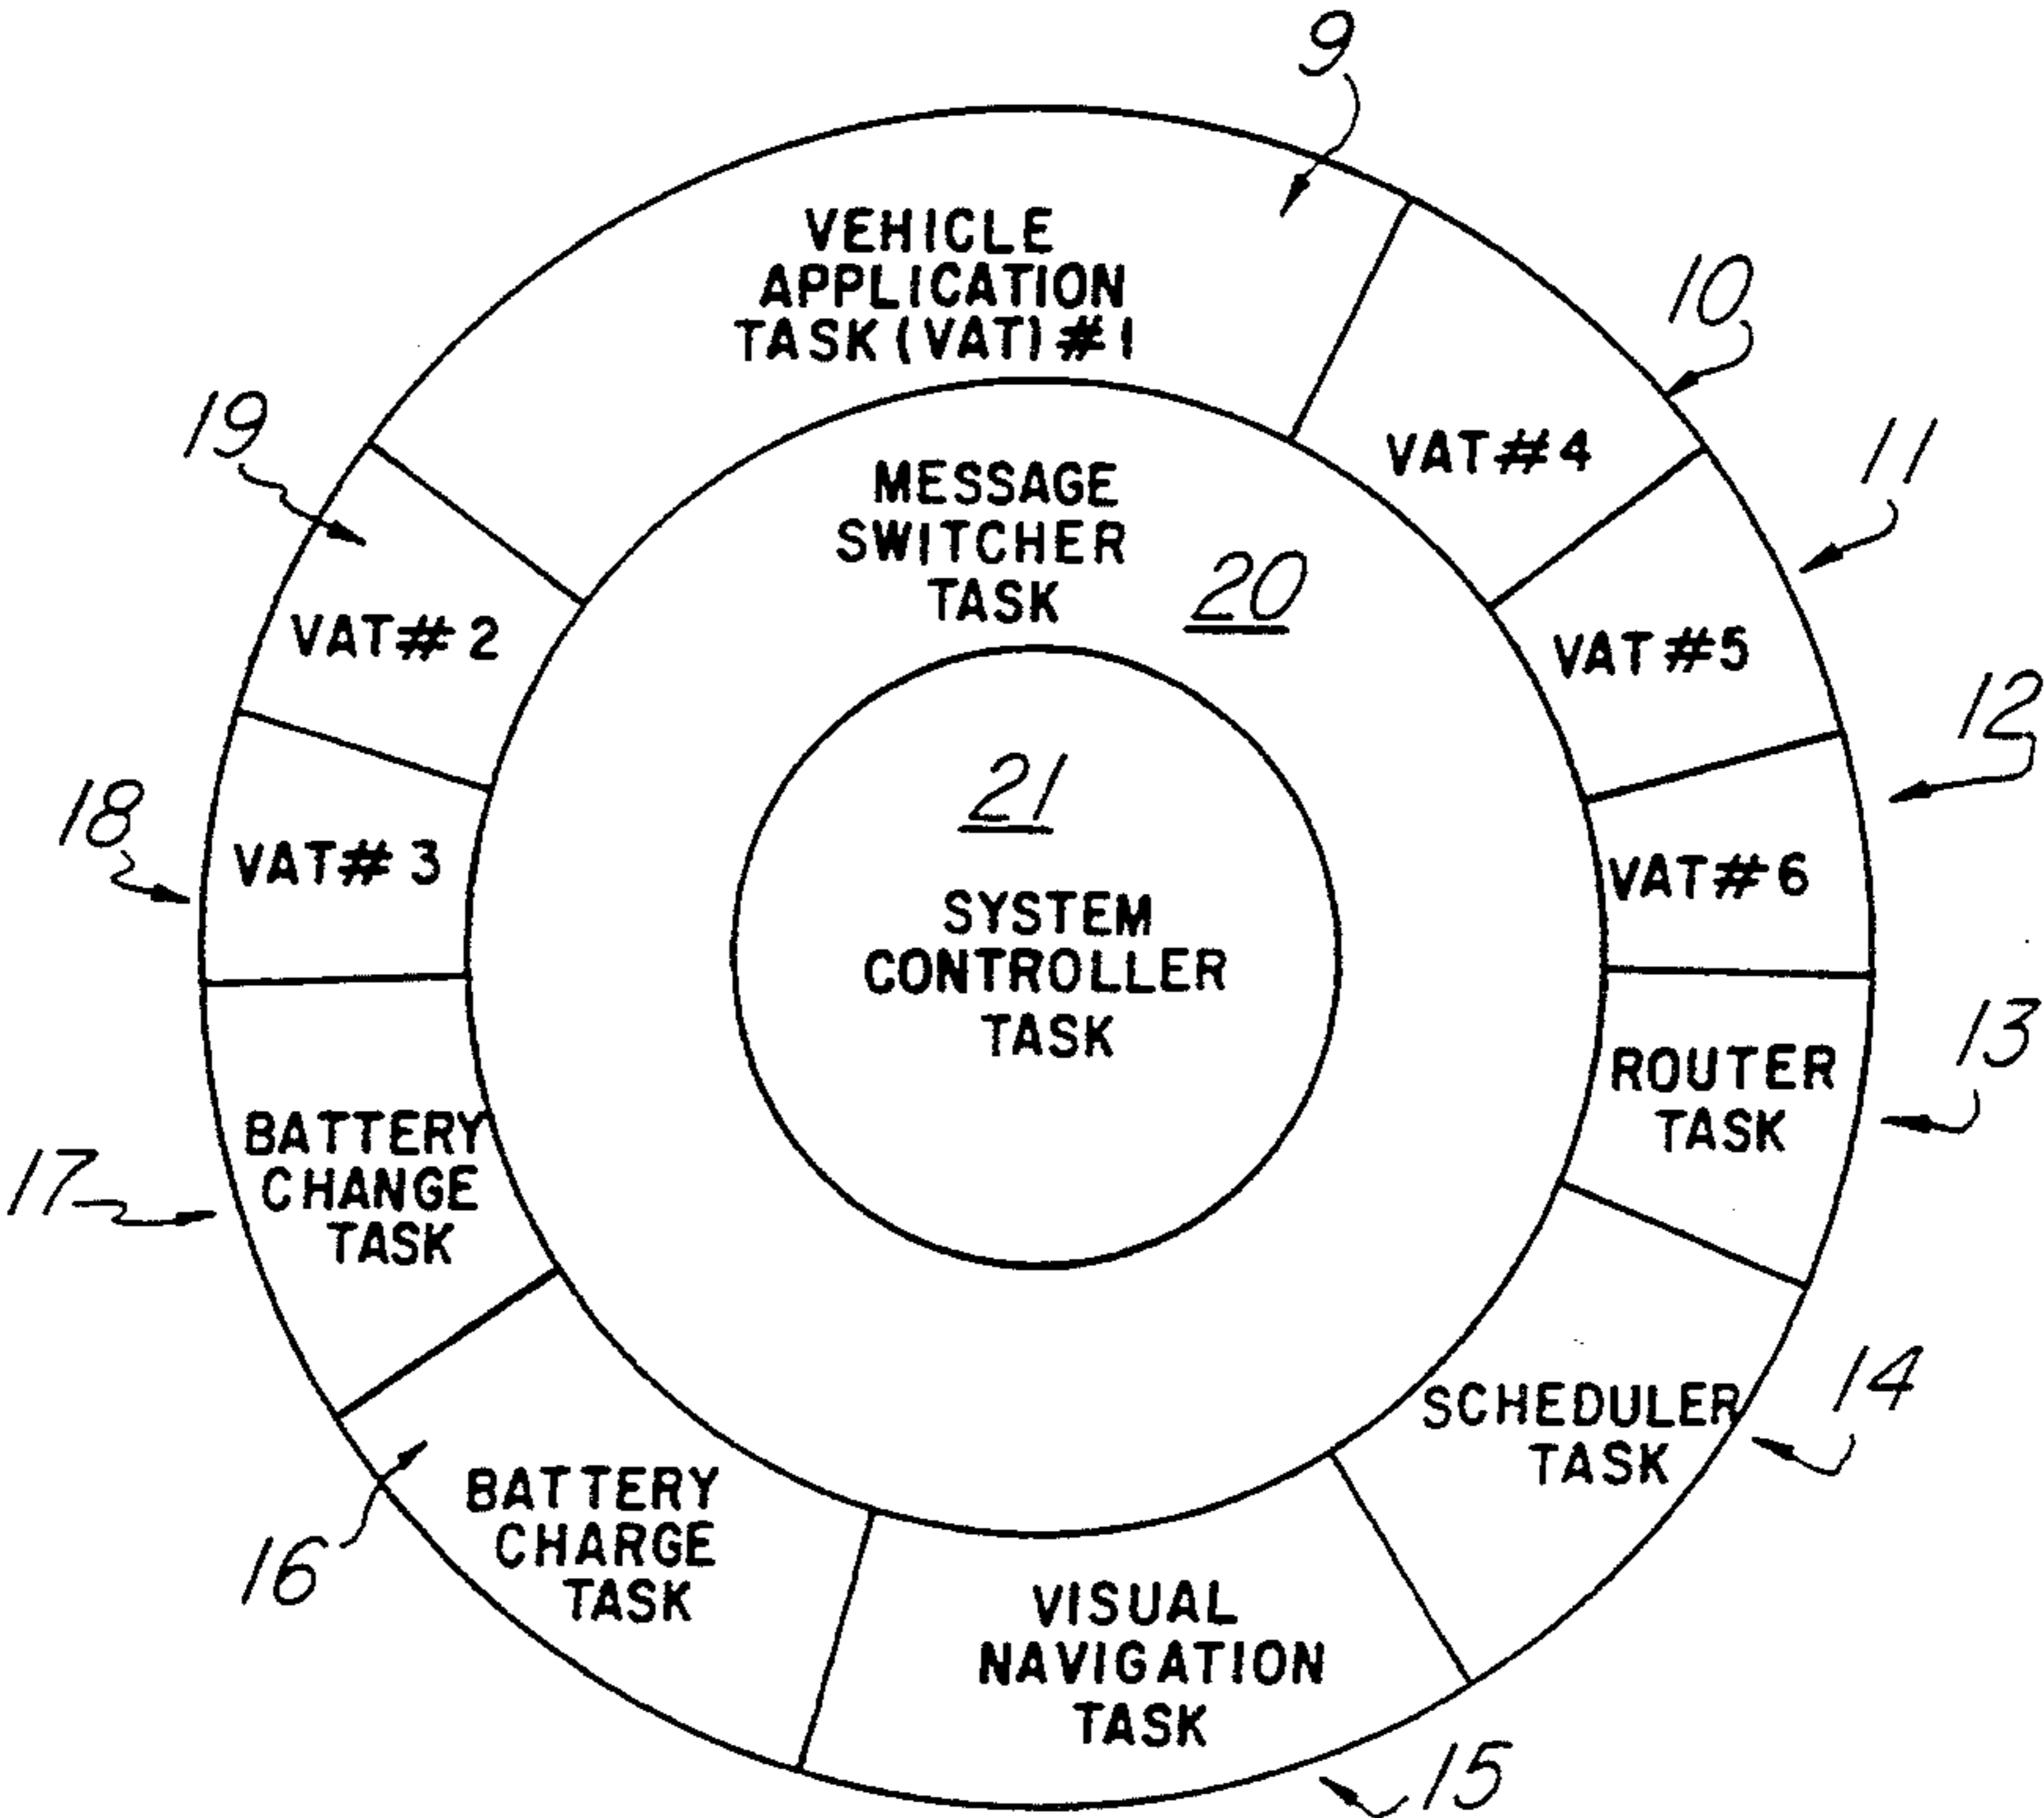 9
VEHICLE
APPLICATION
TASK (VAT) #1
10
VAT #4
11
19
MESSAGE
SWITCHER
TASK
20
VAT # 2
VAT #5
12
21
18
VAT # 3
VAT #6
SYSTEM
CONTROLLER
TASK
13
ROUTER
TASK
17
BATTERY
CHANGE
TASK
14
SCHEDULER
TASK
16
BATTERY
CHARGE
TASK
VISUAL
NAVIGATION
TASK
15